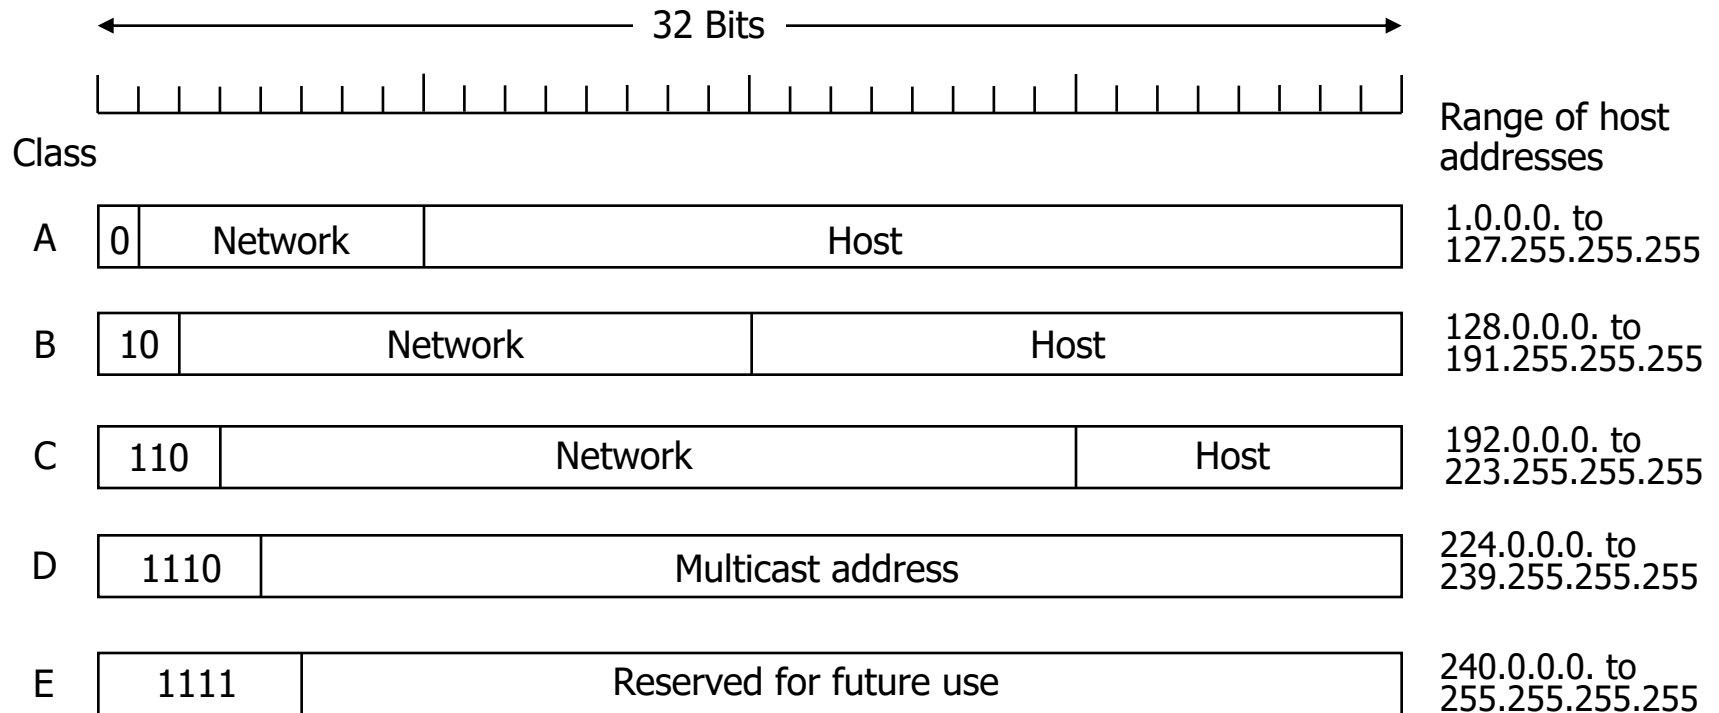 32 Bits
Class
Range of host
addresses
A
0
Network
Host
1.0.0.0. to
127.255.255.255
B
10
Network
Host
128.0.0.0. to
191.255.255.255
C
110
Network
Host
192.0.0.0. to
223.255.255.255
D
1110
Multicast address
224.0.0.0. to
239.255.255.255
E
1111
Reserved for future use
240.0.0.0. to
255.255.255.255